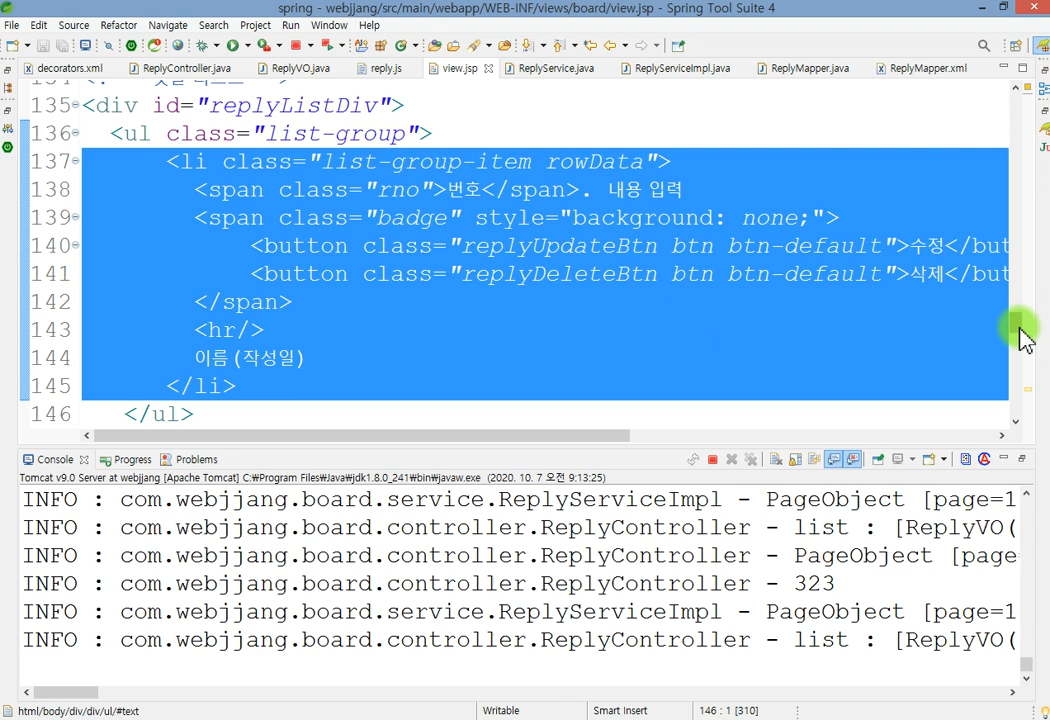 spring - webjjang/src/main/webapp/WEB-INF/views/board/view.jsp - Spring Tool Suite 4
File Edit Source Refactor Navigate Search Project Run Window Help
decorators.xml ReplyController.java ReplyVO.java reply.js view.jsp ReplyService.java ReplyServiceImpl.java ReplyMapper.java ReplyMapper.xml
135 <div id="replyListDiv">
136 <ul class="list-group">
137 <li class="list-group-item rowData">
138 <span class="rno">번호</span>. 내용 입력
139 <span class="badge" style="background: none;">
140 <button class="replyUpdateBtn btn btn-default">수정</but
141 <button class="replyDeleteBtn btn btn-default">삭제</but
142 </span>
143 <hr/>
144 이름(작성일)
145 </li>
146 </ul>
Console Progress Problems
Tomcat v9.0 Server at webjjang [Apache Tomcat] C:₩Program Files₩Java₩jdk1.8.0_241₩bin₩javaw.exe (2020. 10. 7 오전 9:13:25)
INFO : com.webjjang.board.service.ReplyServiceImpl - PageObject [page=1
INFO : com.webjjang.board.controller.ReplyController - list : [ReplyVO(
INFO : com.webjjang.board.controller.ReplyController - PageObject [page
INFO : com.webjjang.board.controller.ReplyController - 323
INFO : com.webjjang.board.service.ReplyServiceImpl - PageObject [page=1
INFO : com.webjjang.board.controller.ReplyController - list : [ReplyVO(
html/body/div/div/ul/#text Writable Smart Insert 146 : 1 [310]